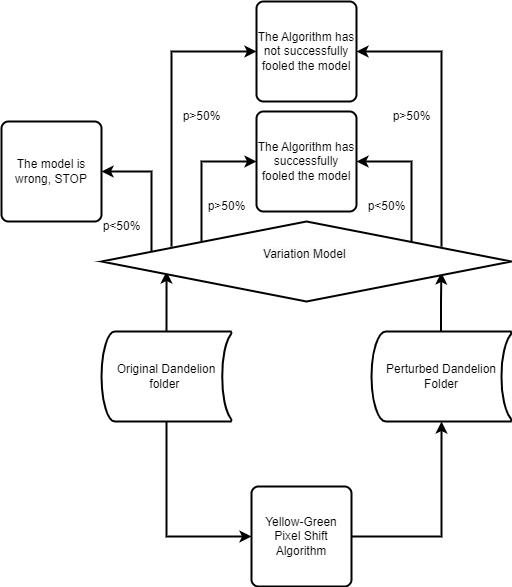 The Algorithm has
not successfully
fooled the model
p>50%
p>50%
The Algorithm has
successfully
fooled the model
The model is
wrong, STOP
p>50%
p<50%
p<50%
Variation Model
Original Dandelion
folder
Perturbed Dandelion
Folder
Yellow-Green
Pixel Shift
Algorithm